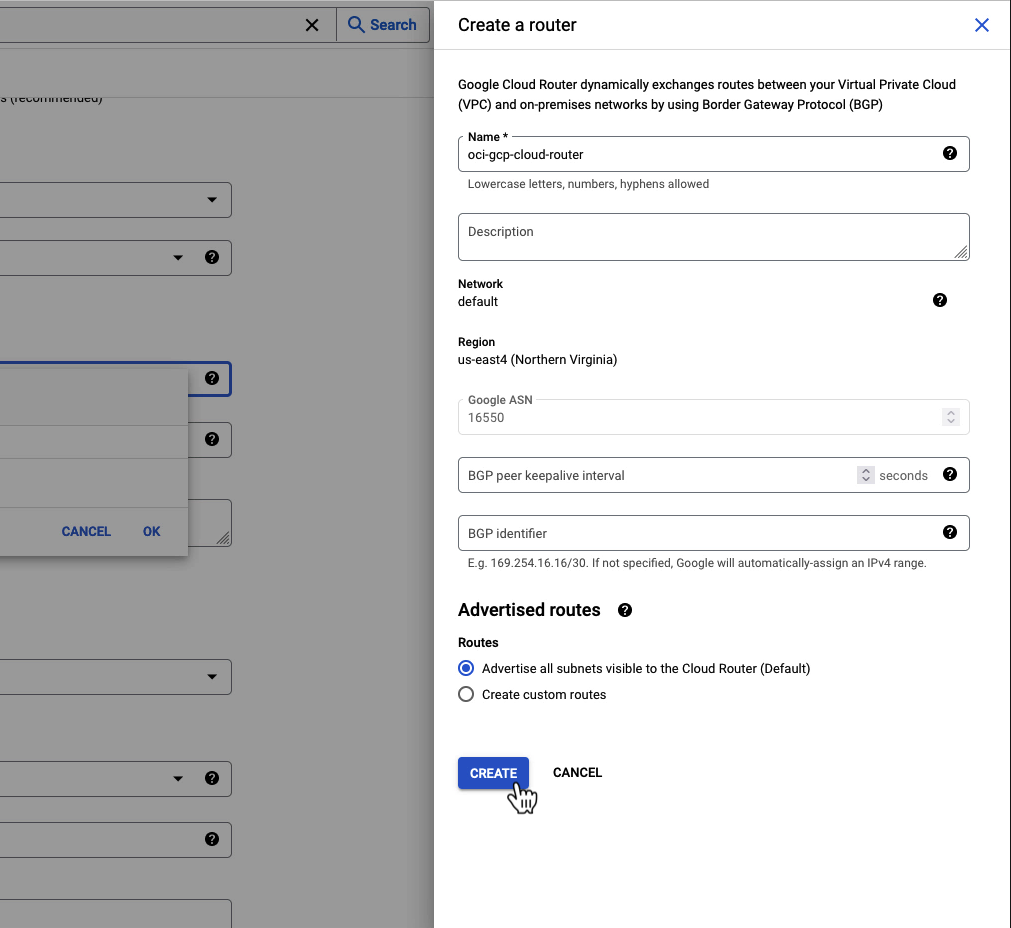 Search
s (recommended)
CANCEL
OK
Create a router
Google Cloud Router dynamically exchanges routes between your Virtual Private Cloud
(VPC) and on-premises networks by using Border Gateway Protocol (BGP)
Name *
oci-gcp-cloud-router
Lowercase letters, numbers, hyphens allowed
Description
Network
default
Region
us-east4 (Northern Virginia)
Google ASN
16550
BGP peer keepalive interval
seconds
BGP identifier
E.g. 169.254.16.16/30. If not specified, Google will automatically-assign an IPv4 range.
Advertised routes
Routes
Advertise all subnets visible to the Cloud Router (Default)
Create custom routes
CREATE
CANCEL